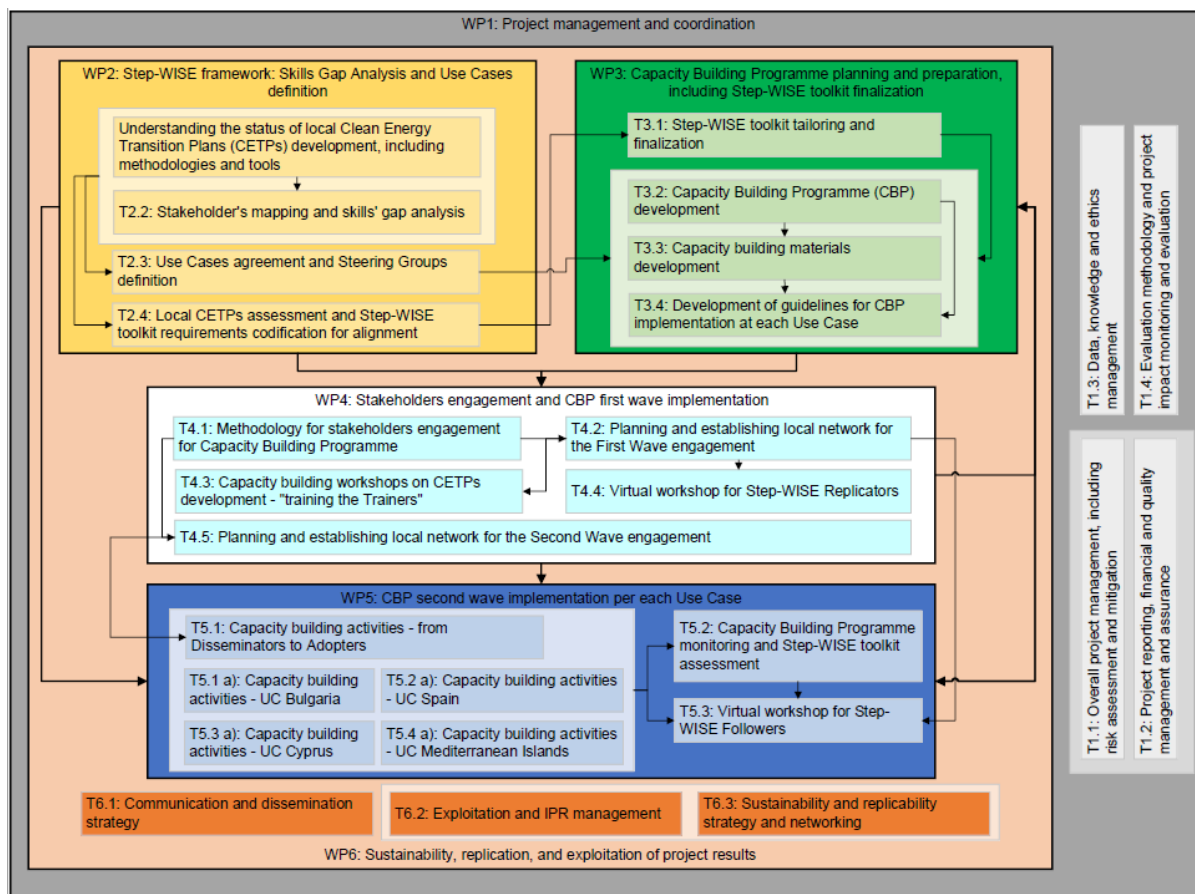 WP1: Project management and coordination
WP2: Step-WISE framework: Skills Gap Analysis and Use Cases
definition
Understanding the status of local Clean Energy
Transition Plans (CETPs) development, including
methodologies and tools
T2.2: Stakeholder's mapping and skills' gap analysis
T2.3: Use Cases agreement and Steering Groups
definition
T2.4: Local CETPs assessment and Step-WISE
toolkit requirements codification for alignment
WP3: Capacity Building Programme planning and preparation,
including Step-WISE toolkit finalization
T3.1: Step-WISE toolkit tailoring and
finalization
T3.2: Capacity Building Programme (CBP)
development
T3.3: Capacity building materials
development
T3.4: Development of guidelines for CBP
implementation at each Use Case
WP4: Stakeholders engagement and CBP first wave implementation
T4.1: Methodology for stakeholders engagement
for Capacity Building Programme
T4.2: Planning and establishing local network for
the First Wave engagement
T4.3: Capacity building workshops on CETPs
development - "training the Trainers"
T4.4: Virtual workshop for Step-WISE Replicators
T4.5: Planning and establishing local network for the Second Wave engagement
WP5: CBP second wave implementation per each Use Case
T5.1: Capacity building activities - from
Disseminators to Adopters
T5.1 a): Capacity building
activities - UC Bulgaria
T5.2 a): Capacity building activities -
UC Spain
T5.3 a): Capacity building
activities - UC Cyprus
T5.4 a): Capacity building activities -
UC Mediterranean Islands
T5.2: Capacity Building Programme
monitoring and Step-WISE toolkit
assessment
T5.3: Virtual workshop for Step-
WISE Followers
T6.1: Communication and dissemination
strategy
T6.2: Exploitation and IPR management
T6.3: Sustainability and replicability
strategy and networking
WP6: Sustainability, replication, and exploitation of project results
T1.3: Data, knowledge and ethics
management
T1.4: Evaluation methodology and project
impact monitoring and evaluation
T1.1: Overall project management, including
risk assessment and mitigation
T1.2: Project reporting, financial and quality
management and assurance